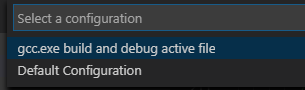 Select a configuration
gcc.exe build and debug active file
Default Configuration